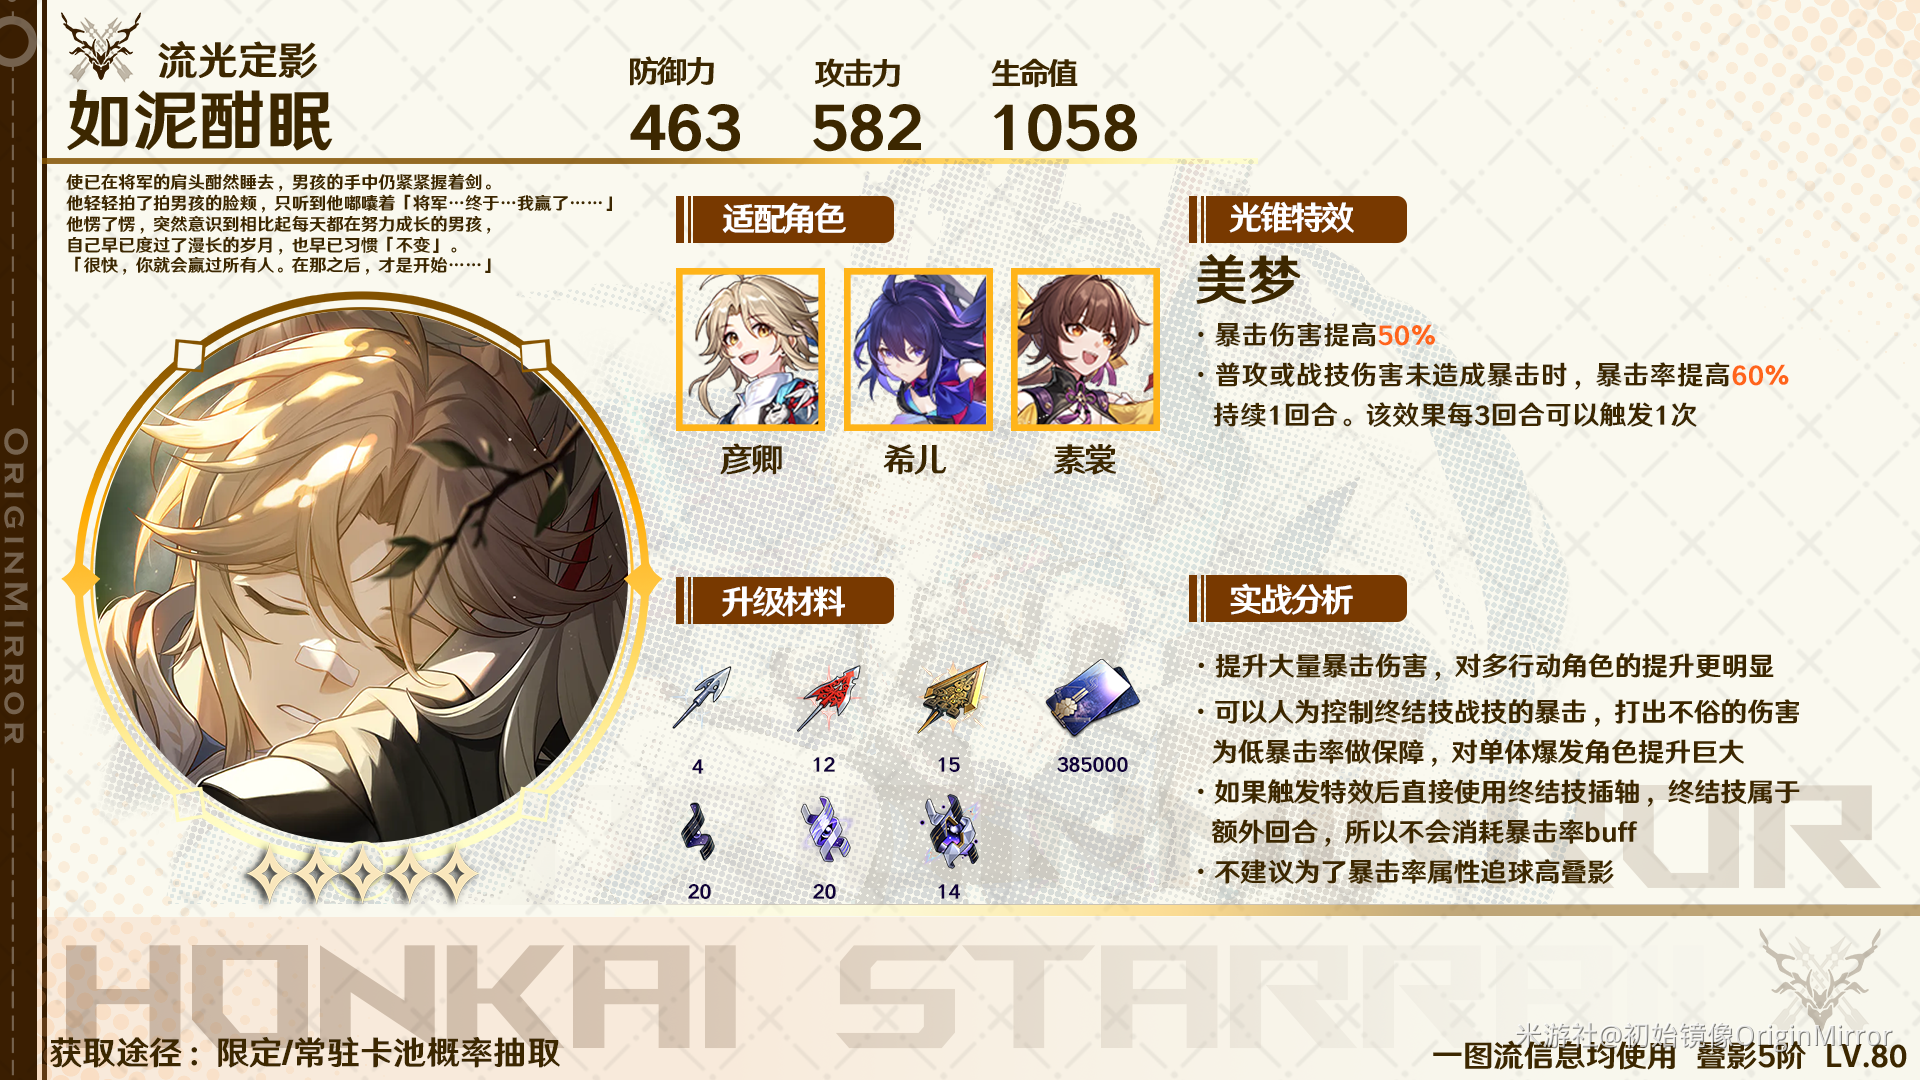 流光定影
如泥酣眠
防御力
463
攻击力
582
生命值
1058
使已在将军的肩头酣然睡去，男孩的手中仍紧紧握着剑。
他轻轻拍了拍男孩的脸颊，只听到他嘟囔着「将军…终于…我赢了……」
他愣了愣，突然意识到相比起每天都在努力成长的男孩，
自己早已度过了漫长的岁月，也早已习惯「不变」。
「很快，你就会赢过所有人。在那之后，才是开始……」
适配角色
彦卿
希儿
素裳
光锥特效
美梦
· 暴击伤害提高50%
· 普攻或战技伤害未造成暴击时，暴击率提高60%
持续1回合。该效果每3回合可以触发1次
升级材料
4
12
15
385000
20
20
14
实战分析
· 提升大量暴击伤害，对多行动角色的提升更明显
· 可以人为控制终结技战技的暴击，打出不俗的伤害
为低暴击率做保障，对单体爆发角色提升巨大
· 如果触发特效后直接使用终结技插轴，终结技属于
额外回合，所以不会消耗暴击率buff
· 不建议为了暴击率属性追球高叠影
ORIGINMIRROR
HONKAI STARRAIL
获取途径：限定/常驻卡池概率抽取
米游社@初始镜像OriginMirror
一图流信息均使用 叠影5阶 LV.80